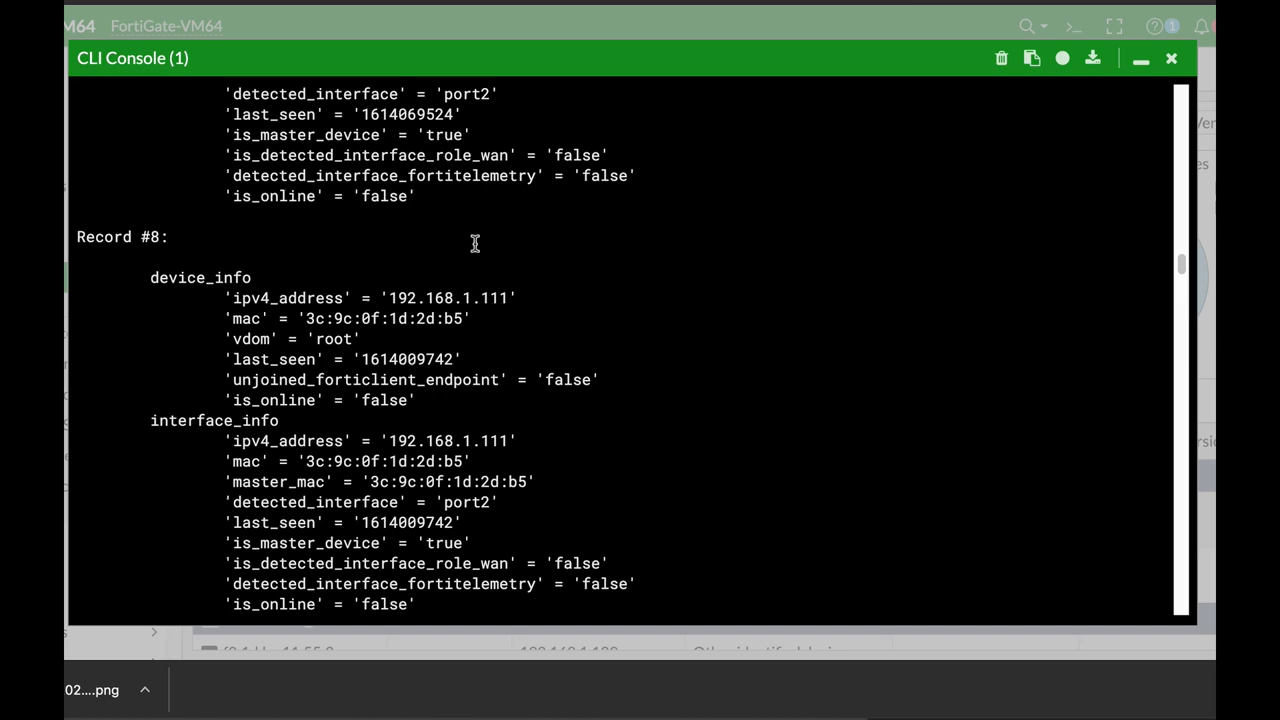 M64 FortiGate-VM64
1
CLI Console (1)
'detected_interface' = 'port2'
'last_seen' = '1614069524'
'is_master_device' = 'true'
'is_detected_interface_role_wan' = 'false'
'detected_interface_fortitelemetry' = 'false'
'is_online' = 'false'
Record #8:
device_info
'ipv4_address' = '192.168.1.111'
'mac' = '3c:9c:0f:1d:2d:b5'
'vdom' = 'root'
'last_seen' = '1614009742'
'unjoined_forticlient_endpoint' = 'false'
'is_online' = 'false'
interface_info
'ipv4_address' = '192.168.1.111'
'mac' = '3c:9c:0f:1d:2d:b5'
'master_mac' = '3c:9c:0f:1d:2d:b5'
'detected_interface' = 'port2'
'last_seen' = '1614009742'
'is_master_device' = 'true'
'is_detected_interface_role_wan' = 'false'
'detected_interface_fortitelemetry' = 'false'
'is_online' = 'false'
02....png